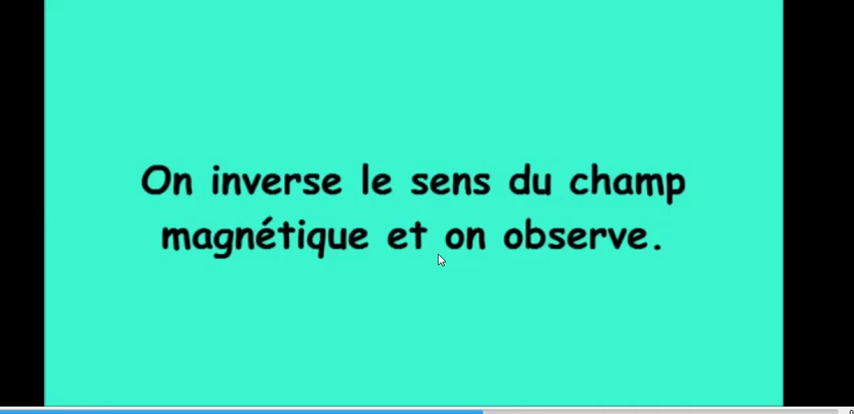 On inverse le sens du champ
magnétique et on observe.